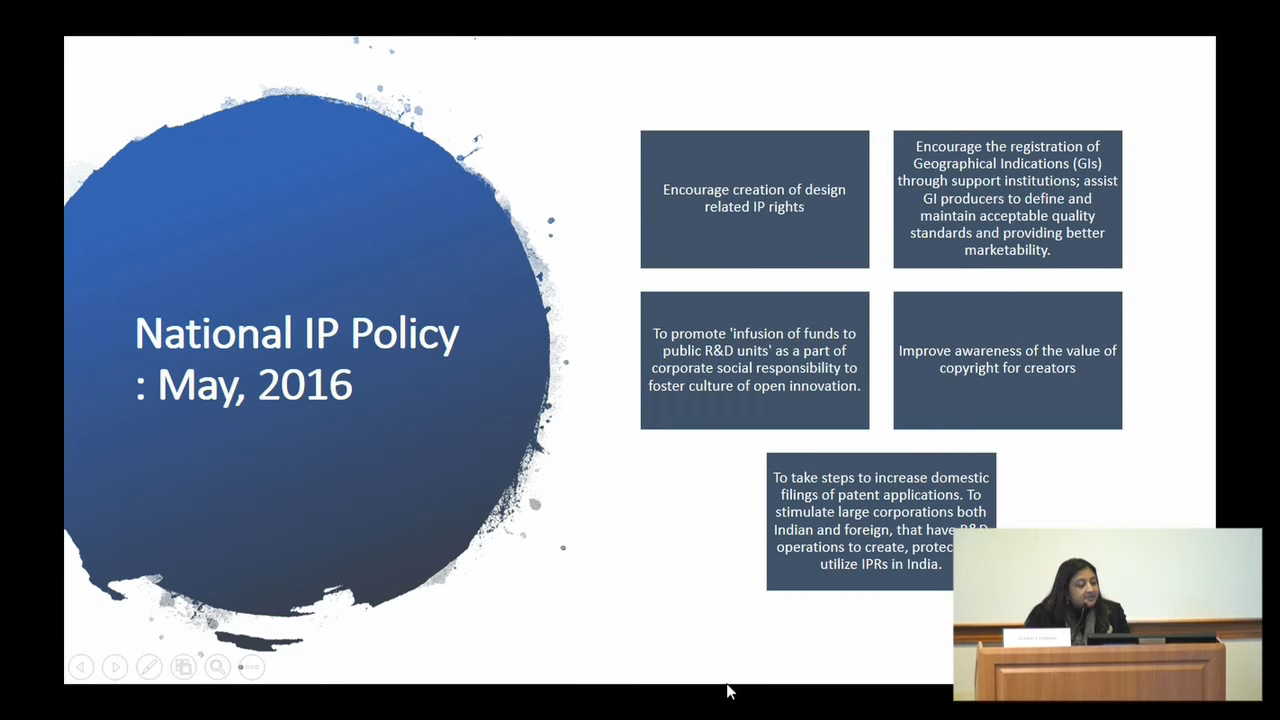 National IP Policy
: May, 2016
Encourage creation of design
related IP rights
Encourage the registration of
Geographical Indications (GIs)
through support institutions; assist
GI producers to define and
maintain acceptable quality
standards and providing better
marketability.
To promote 'infusion of funds to
public R&D units' as a part of
corporate social responsibility to
foster culture of open innovation.
Improve awareness of the value of
copyright for creators
To take steps to increase domestic
filings of patent applications. To
stimulate large corporations both
Indian and foreign, that have R&D
operations to create, protec
utilize IPRs in India.